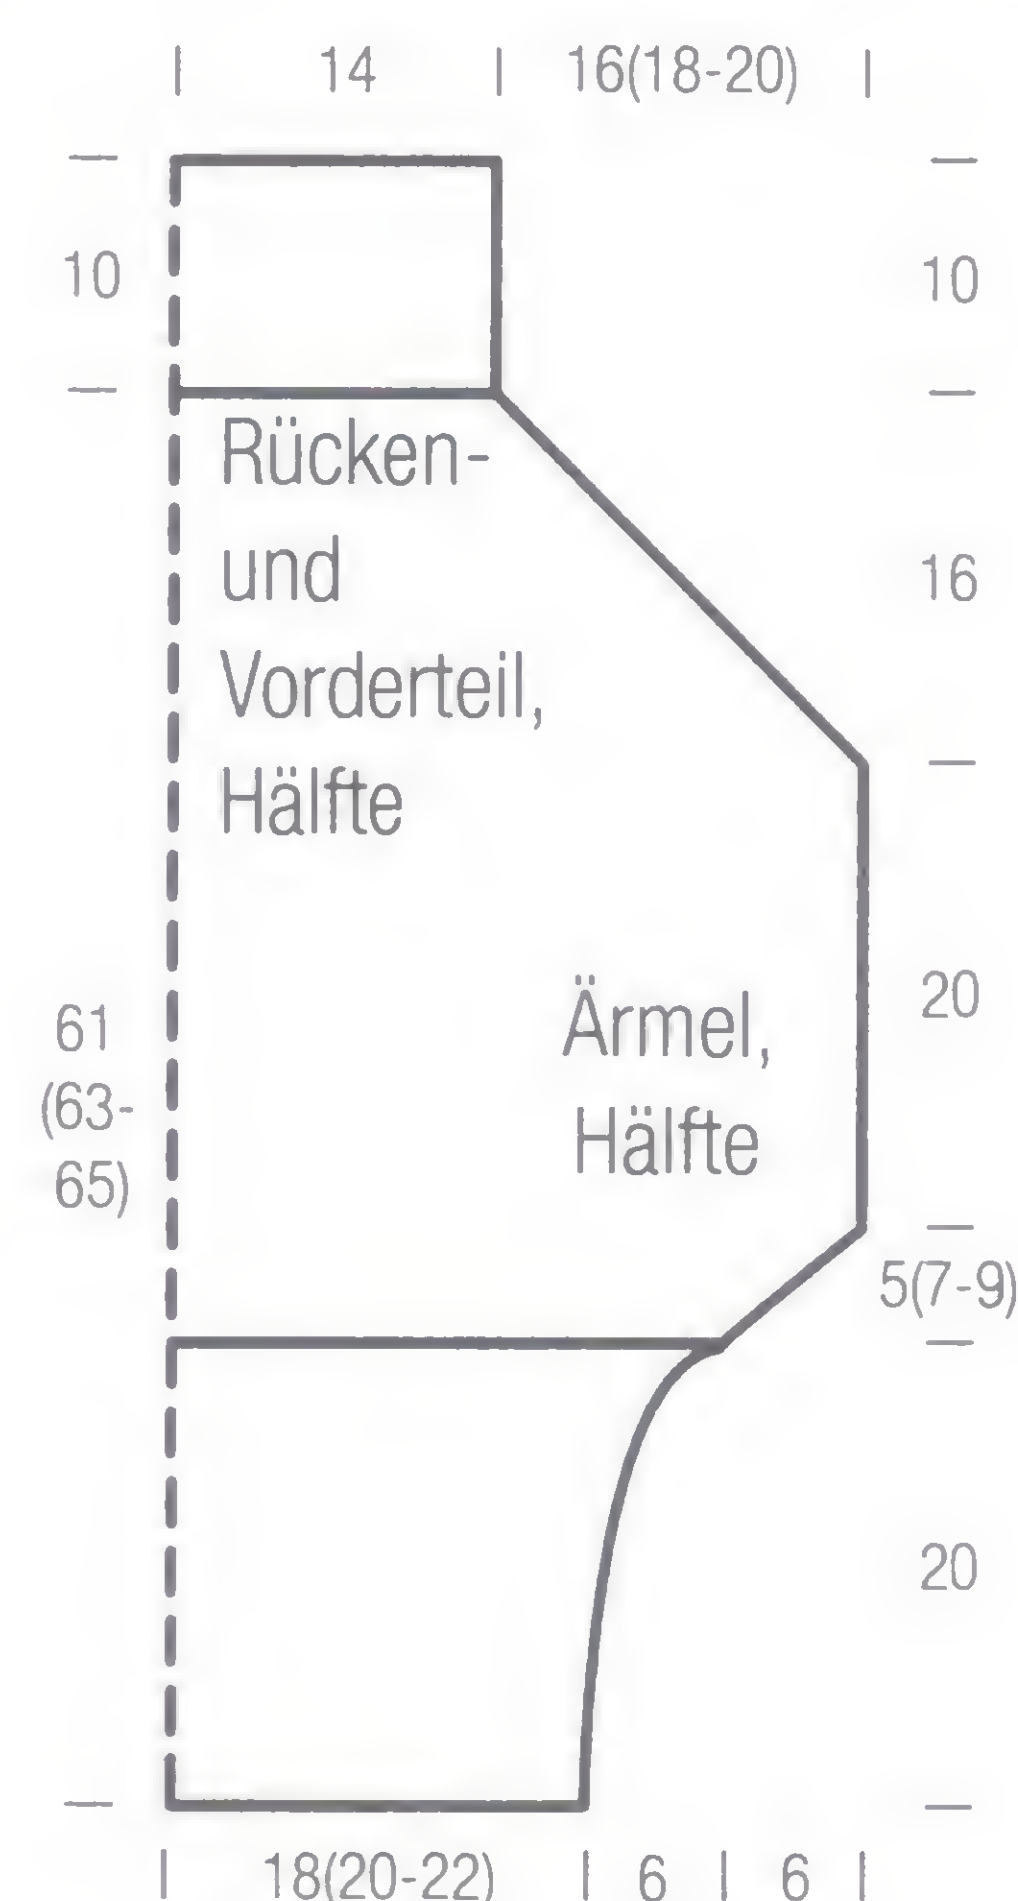 14 16(18-20)
10 10
Rücken-
und
16
Vorderteil,
Hälfte
20
Ärmel,
61
(63-
Hälfte
65)
5(7-9)
20
18(20-22) 6 6